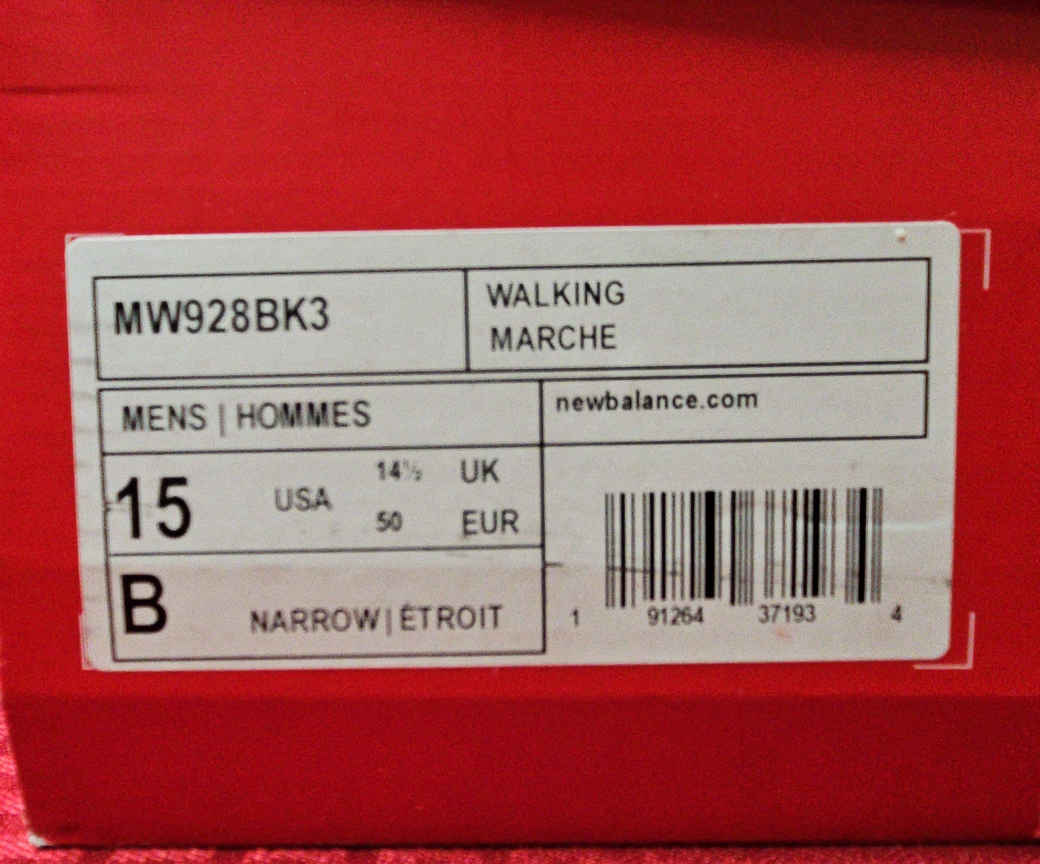 MW928BK3
WALKING
MARCHE
MENS | HOMMES
newbalance.com
15 USA 14½ UK
50 EUR
B NARROW | ÉTROIT
1 91264 37193 4